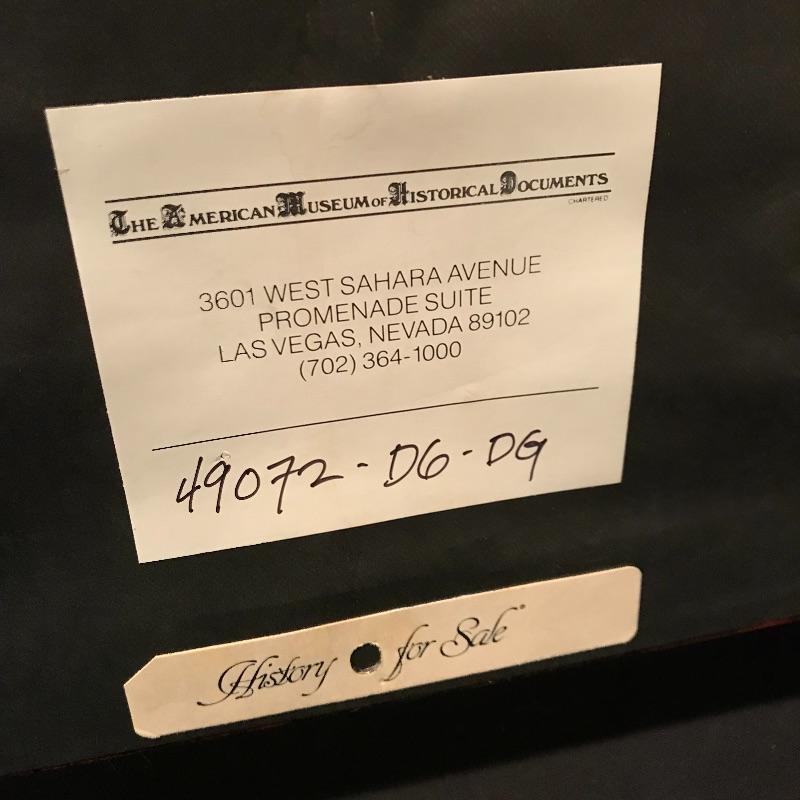 THE AMERICAN MUSEUM OF HISTORICAL DOCUMENTS
CHARTERED
3601 WEST SAHARA AVENUE
PROMENADE SUITE
LAS VEGAS, NEVADA 89102
(702) 364-1000
49072-D6-DG
History for Sale®